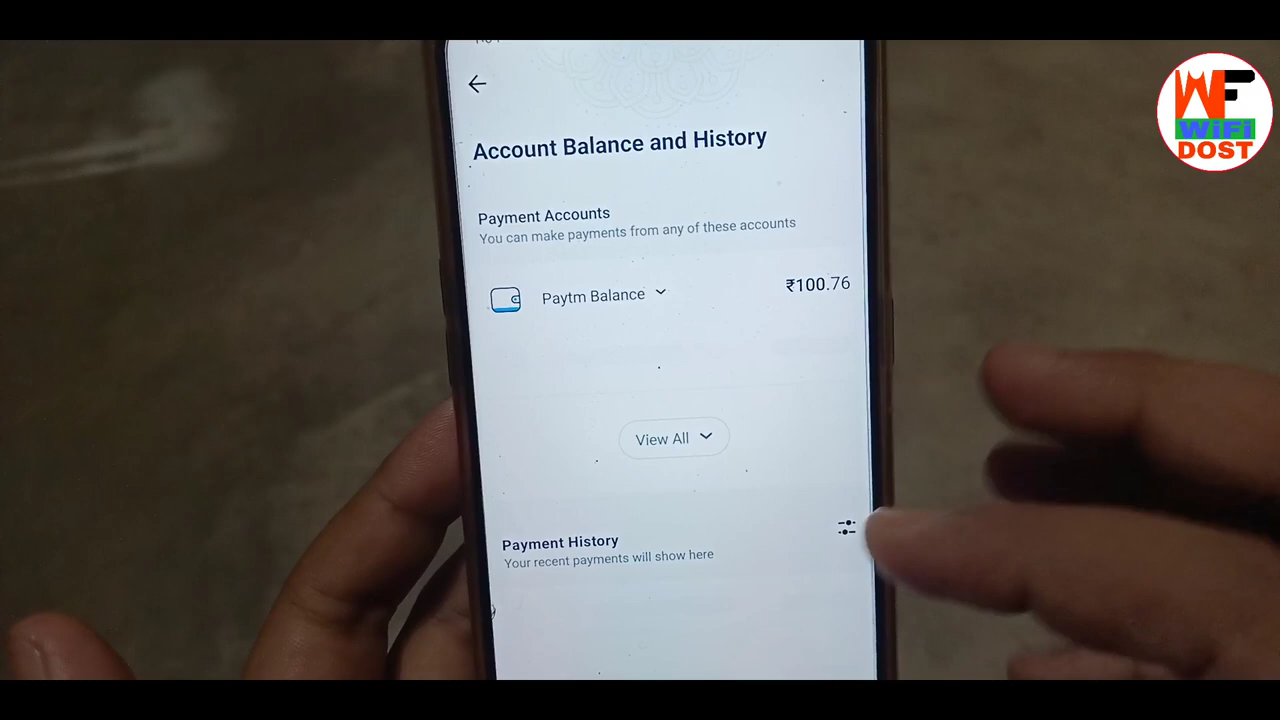 Account Balance and History
Payment Accounts
You can make payments from any of these accounts
Paytm Balance
₹100.76
View All
Payment History
Your recent payments will show here
WF
WiFi
DOST